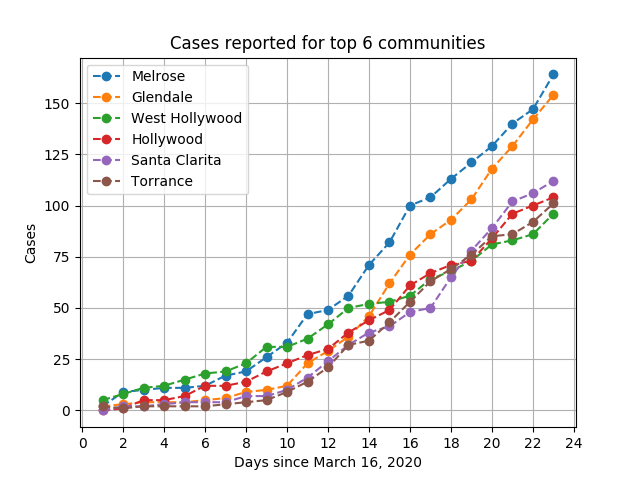 Cases reported for top 6 communities
Melrose
Glendale
West Hollywood
Hollywood
Santa Clarita
Torrance
Cases
150
125
100
75
50
25
0
0 2 4 6 8 10 12 14 16 18 20 22 24
Days since March 16, 2020